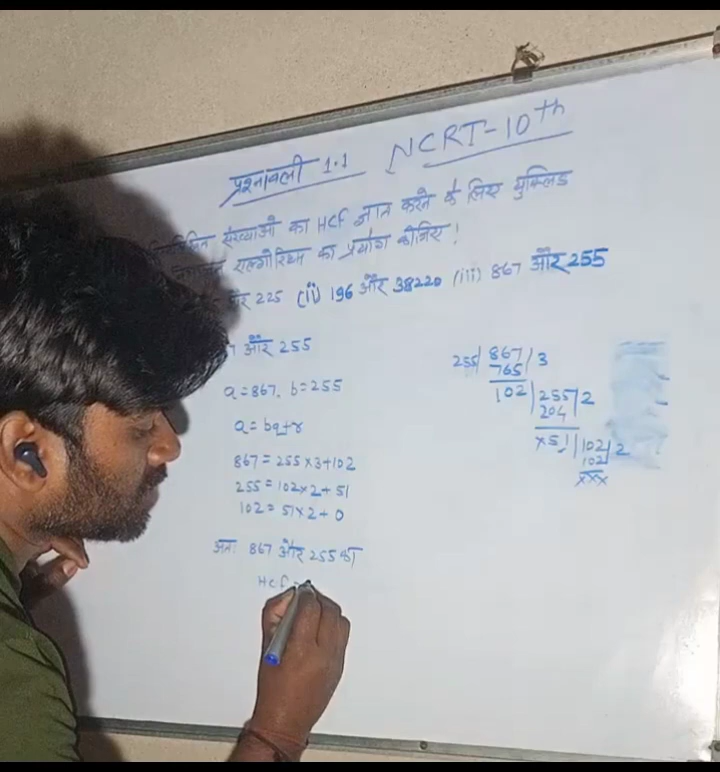 प्रश्नावली 1.1 NCRT-10th
संख्याओ का HCF ज्ञात करने के लिए युक्लिड
एल्गोरिथम का प्रयोग कीजिए!
225 (ii) 196 और 38220 (iii) 867 और 255
और 255
a=867, b=255
a=bq+r
867=255×3+102
255=102×2+51
102=51×2+0
अतः 867 और 255 का
HCF
255/867/3
765
102/255/2
204
×51/102/2
102
×××